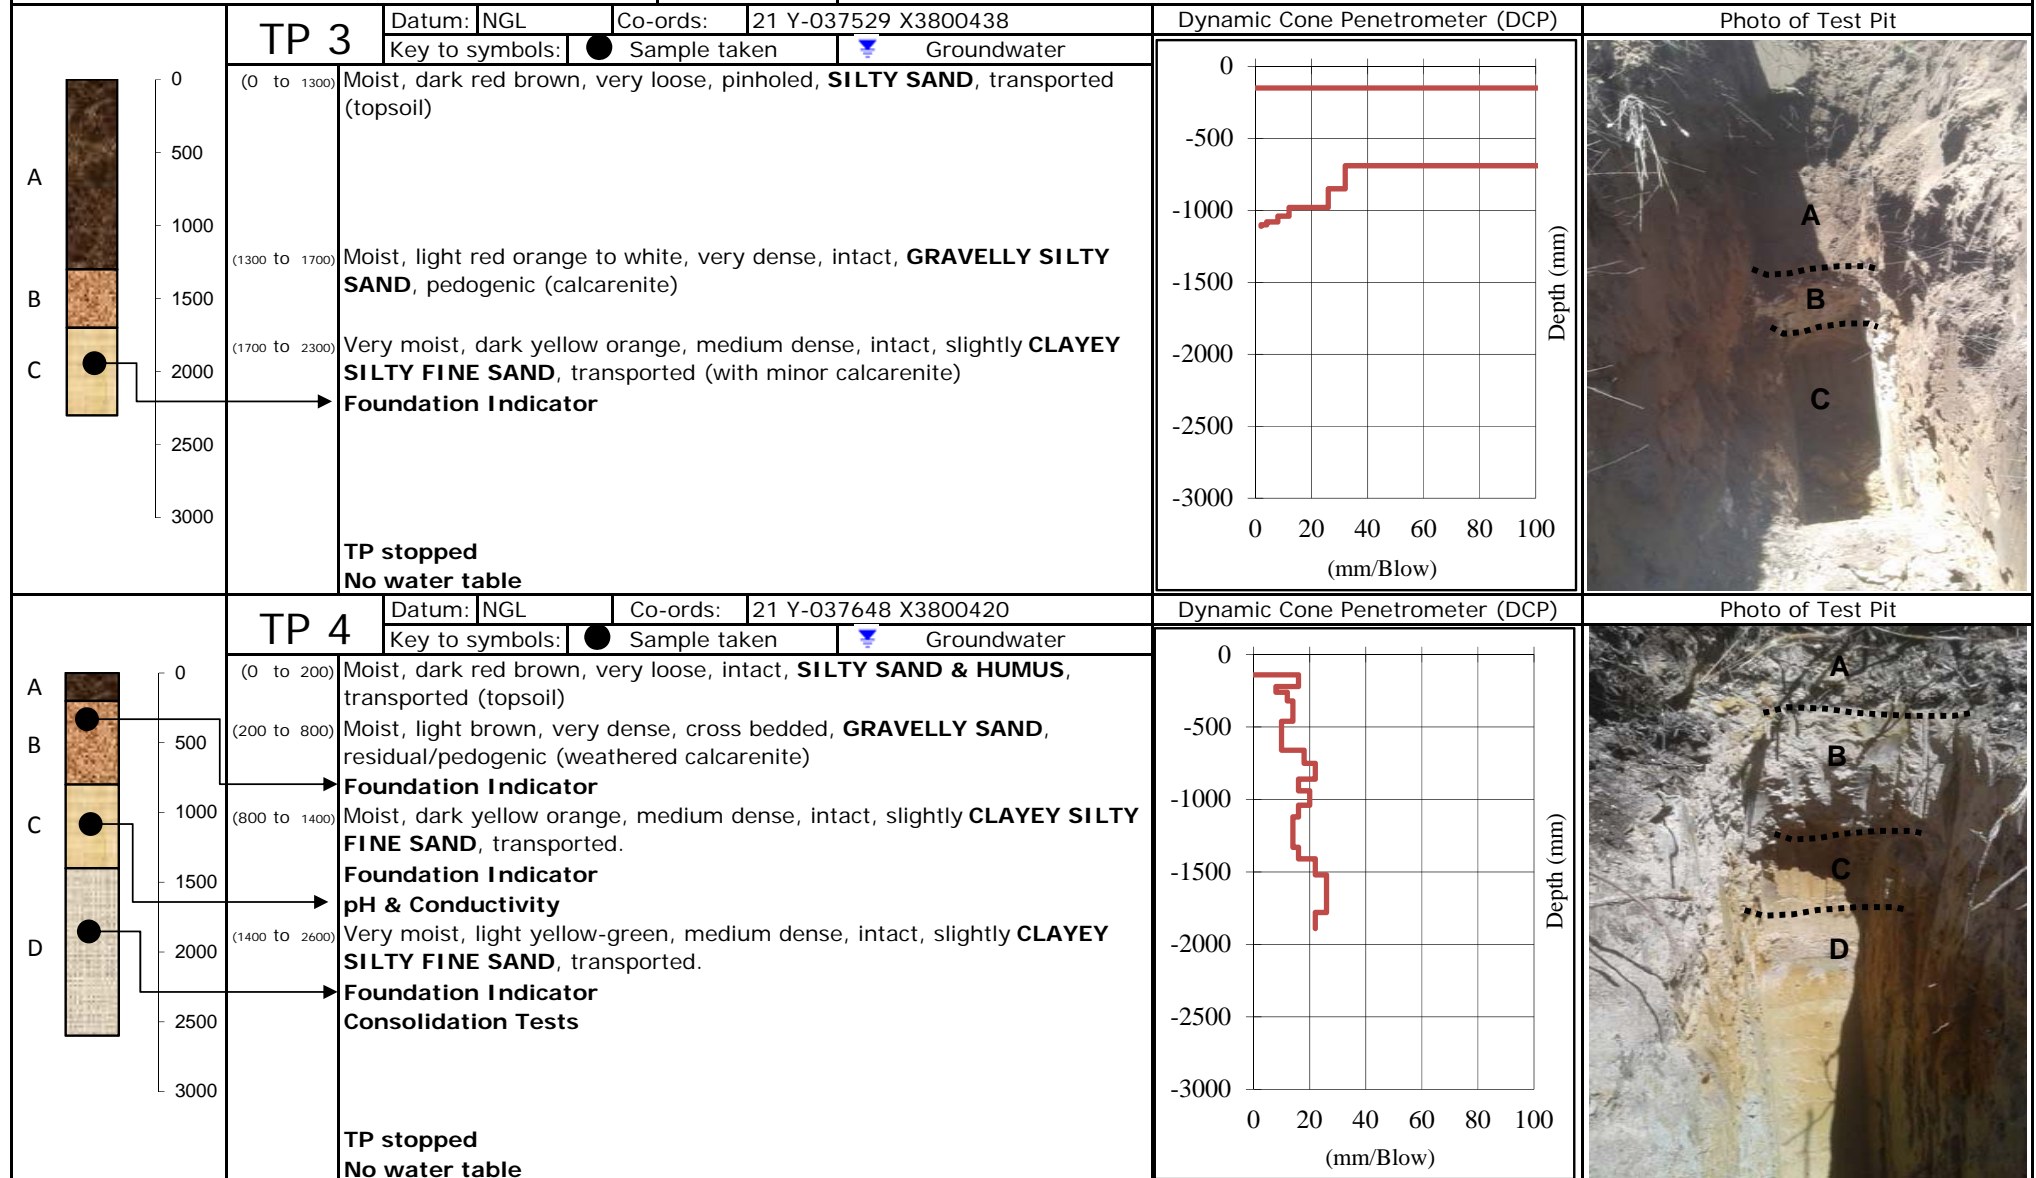 TP 3
Datum: NGL Co-ords: 21 Y-037529 X3800438
Key to symbols: Sample taken Groundwater
Dynamic Cone Penetrometer (DCP)
Photo of Test Pit
A
B
C
0
500
1000
1500
2000
2500
3000
(0 to 1300) Moist, dark red brown, very loose, pinholed, SILTY SAND, transported
(topsoil)
(1300 to 1700) Moist, light red orange to white, very dense, intact, GRAVELLY SILTY
SAND, pedogenic (calcarenite)
(1700 to 2300) Very moist, dark yellow orange, medium dense, intact, slightly CLAYEY
SILTY FINE SAND, transported (with minor calcarenite)
Foundation Indicator
TP stopped
No water table
0
-500
-1000
-1500
-2000
-2500
-3000
0 20 40 60 80 100
(mm/Blow)
Depth (mm)
A
B
C
TP 4
Datum: NGL Co-ords: 21 Y-037648 X3800420
Key to symbols: Sample taken Groundwater
Dynamic Cone Penetrometer (DCP)
Photo of Test Pit
A
B
C
D
0
500
1000
1500
2000
2500
3000
(0 to 200) Moist, dark red brown, very loose, intact, SILTY SAND & HUMUS,
transported (topsoil)
(200 to 800) Moist, light brown, very dense, cross bedded, GRAVELLY SAND,
residual/pedogenic (weathered calcarenite)
Foundation Indicator
(800 to 1400) Moist, dark yellow orange, medium dense, intact, slightly CLAYEY SILTY
FINE SAND, transported.
Foundation Indicator
pH & Conductivity
(1400 to 2600) Very moist, light yellow-green, medium dense, intact, slightly CLAYEY
SILTY FINE SAND, transported.
Foundation Indicator
Consolidation Tests
TP stopped
No water table
0
-500
-1000
-1500
-2000
-2500
-3000
0 20 40 60 80 100
(mm/Blow)
Depth (mm)
A
B
C
D